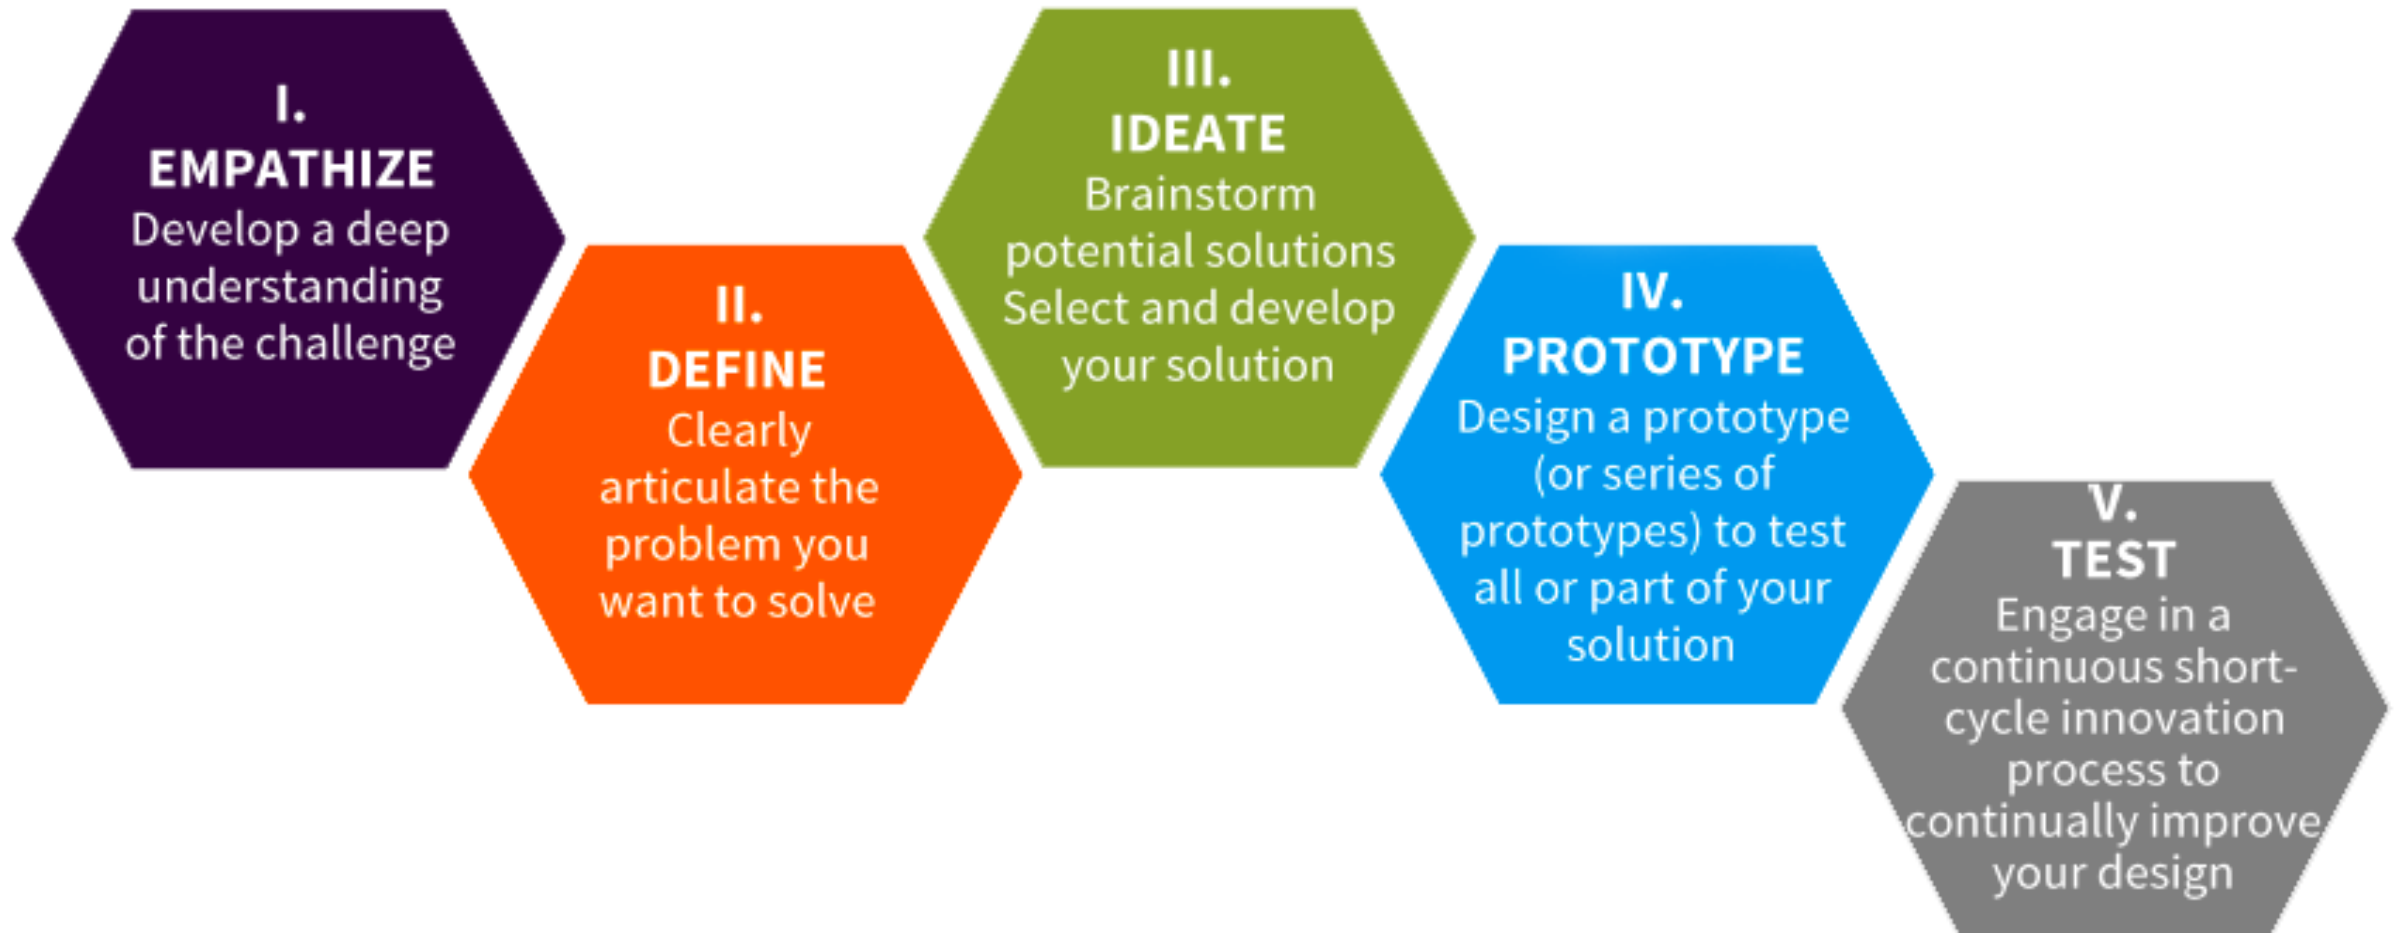 I.
EMPATHIZE
Develop a deep
understanding
of the challenge
II.
DEFINE
Clearly
articulate the
problem you
want to solve
III.
IDEATE
Brainstorm
potential solutions
Select and develop
your solution
IV.
PROTOTYPE
Design a prototype
(or series of
prototypes) to test
all or part of your
solution
V.
TEST
Engage in a
continuous short-
cycle innovation
process to
continually improve
your design